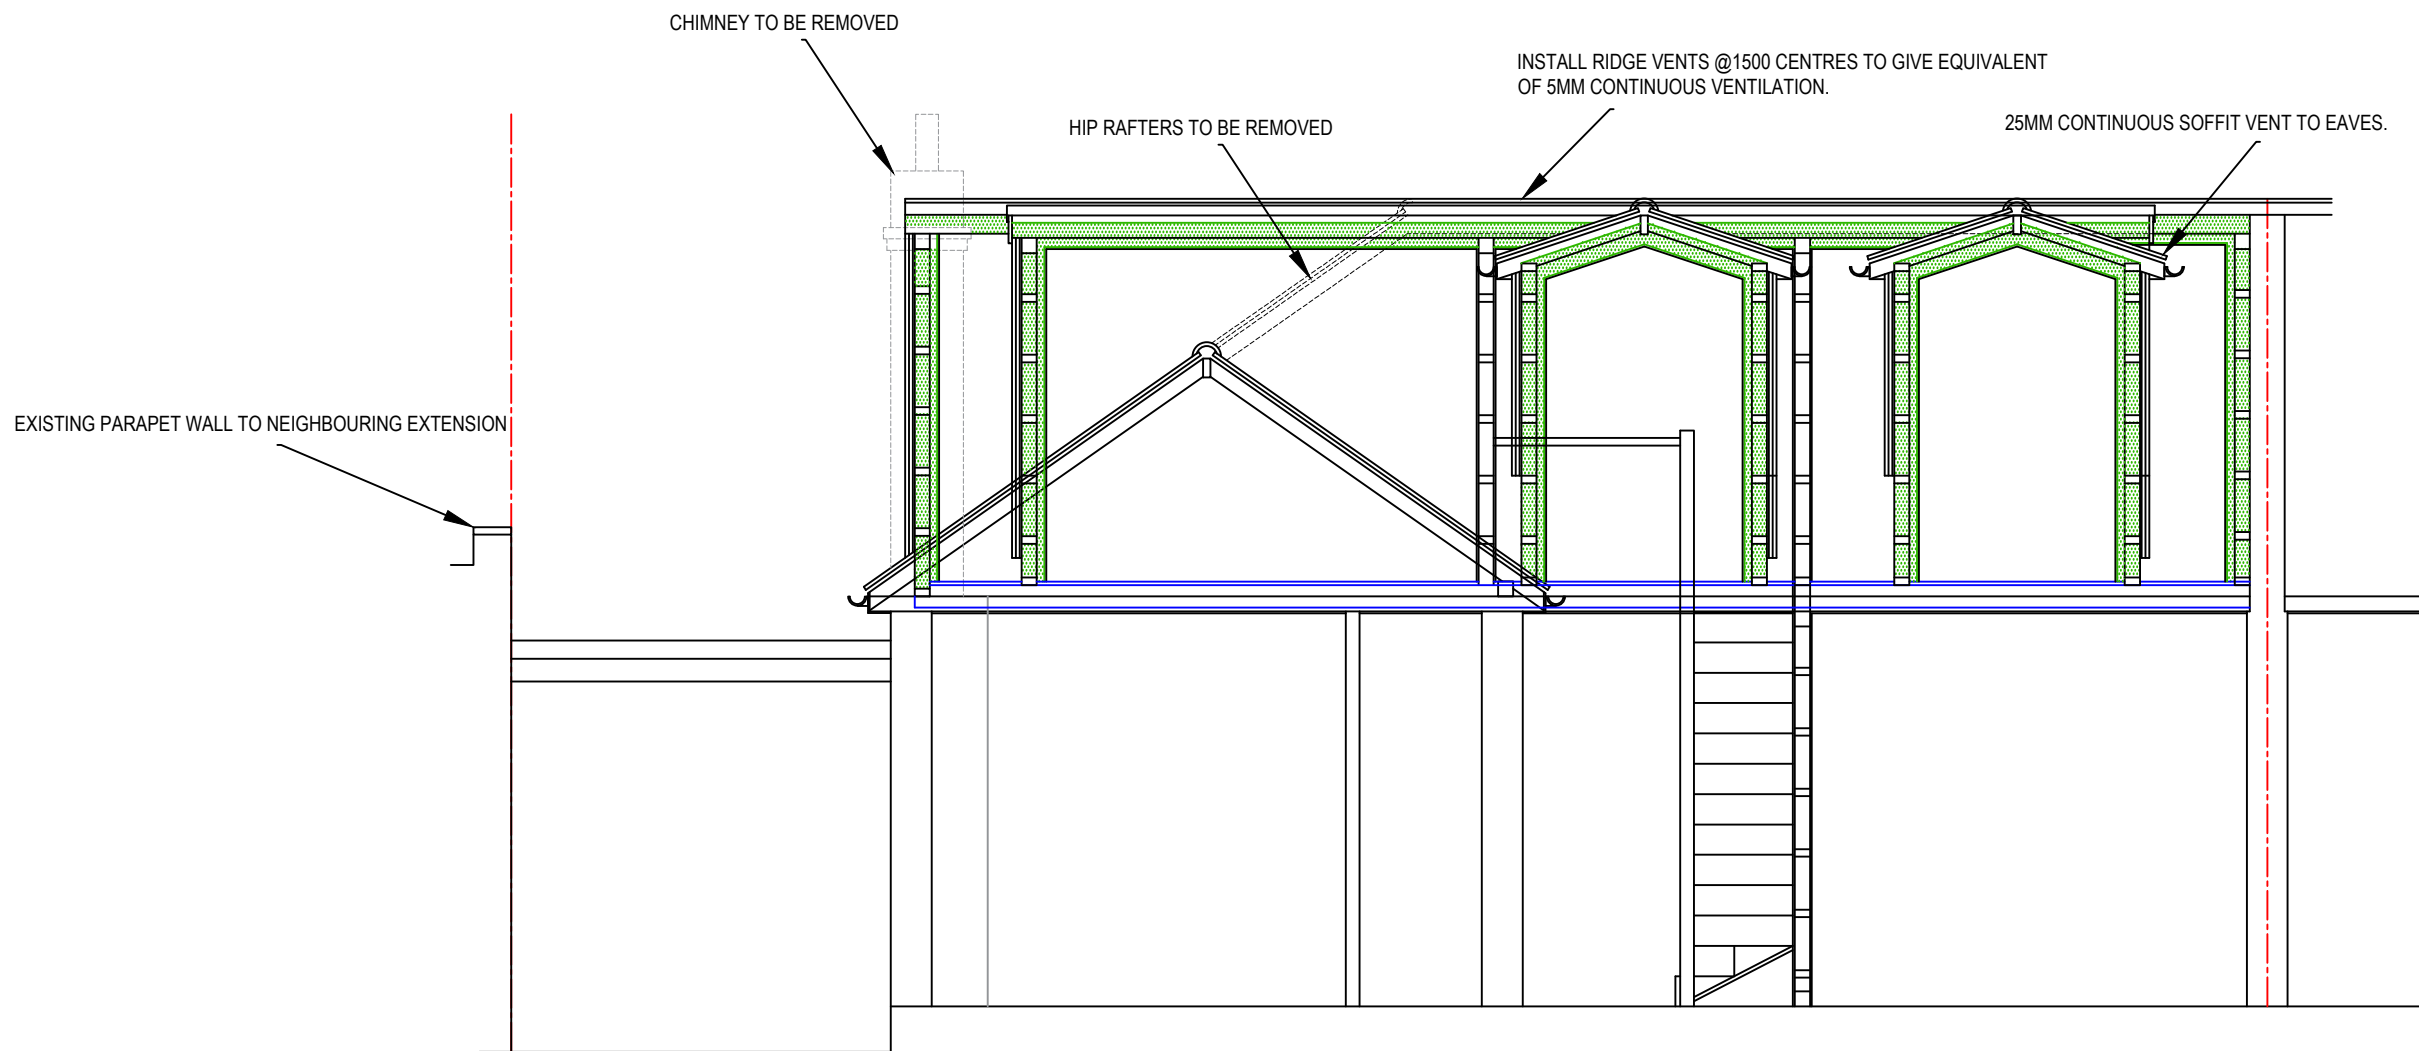 CHIMNEY TO BE REMOVED
INSTALL RIDGE VENTS @1500 CENTRES TO GIVE EQUIVALENT
OF 5MM CONTINUOUS VENTILATION.
HIP RAFTERS TO BE REMOVED
25MM CONTINUOUS SOFFIT VENT TO EAVES.
EXISTING PARAPET WALL TO NEIGHBOURING EXTENSION